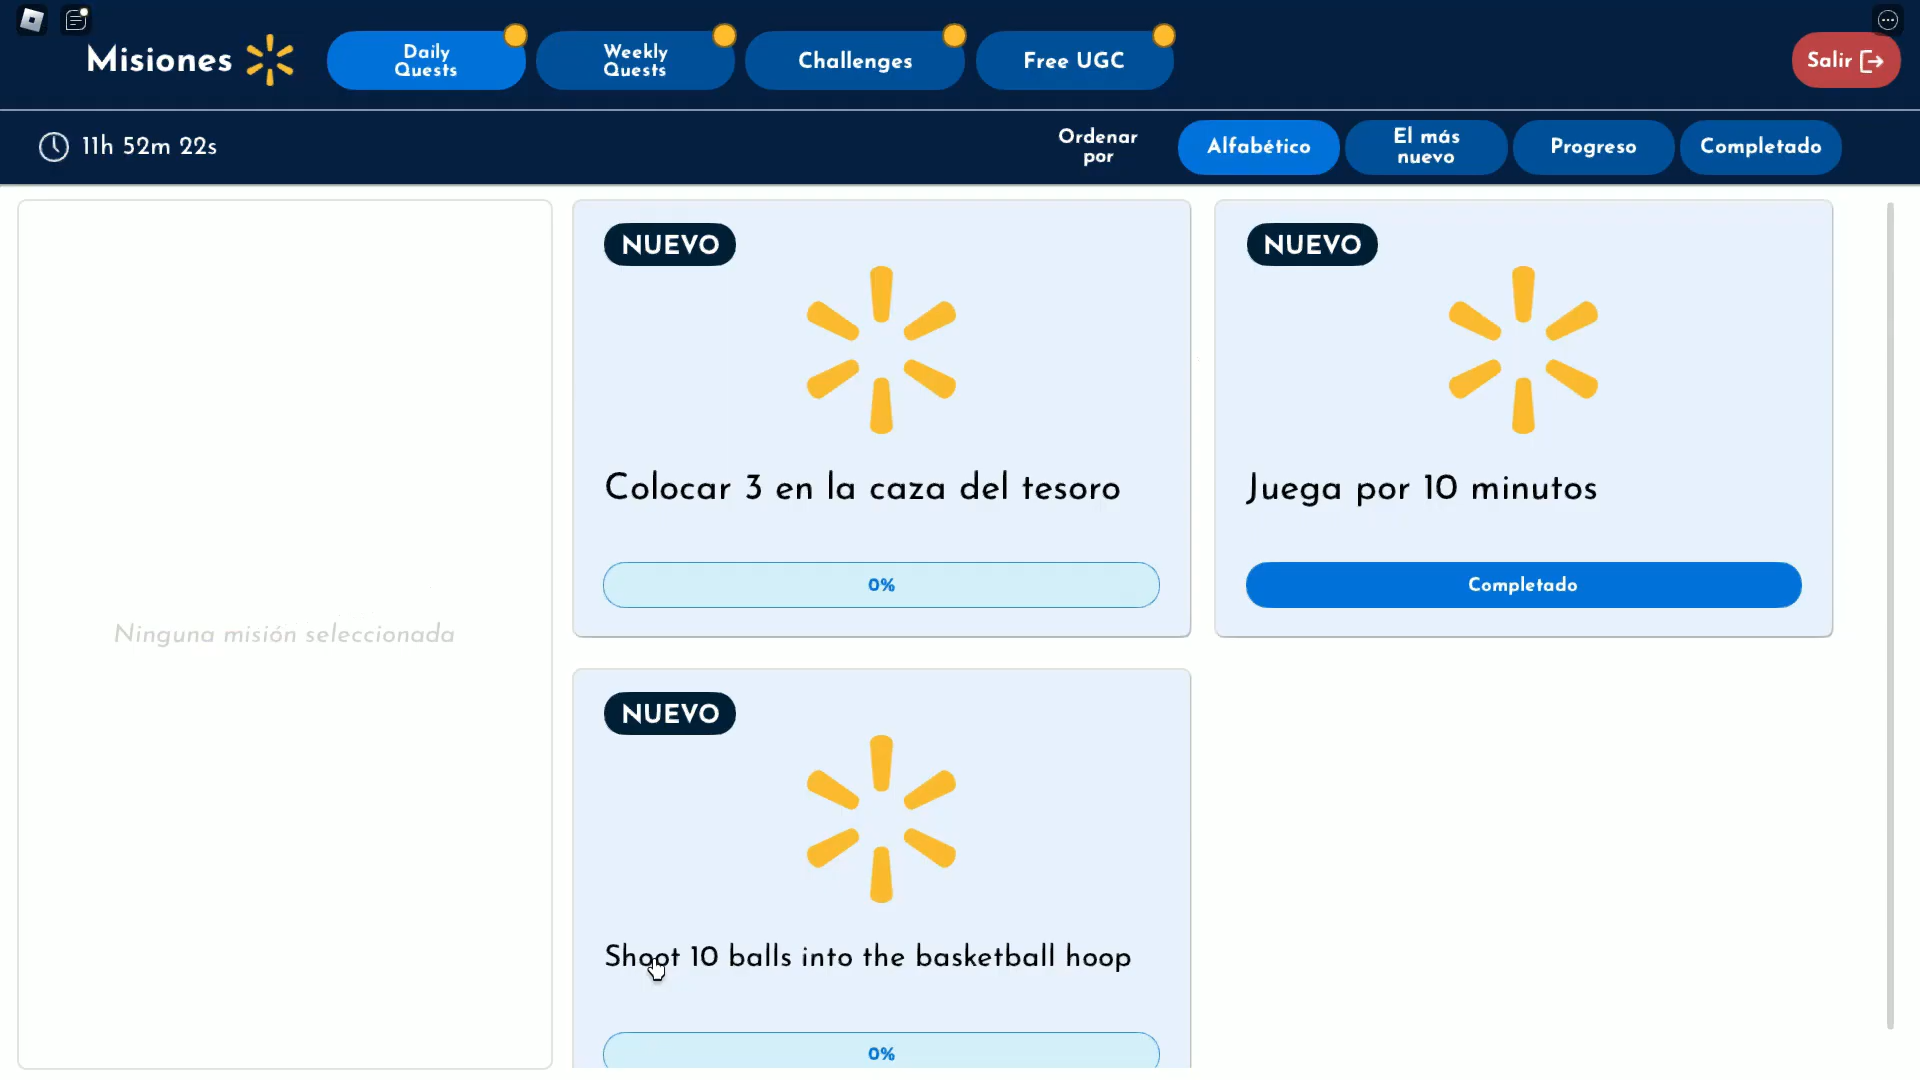 Misiones
Daily
Quests
Weekly
Quests
Challenges
Free UGC
Salir
11h 52m 22s
Ordenar
por
Alfabético
El más
nuevo
Progreso
Completado
Ninguna misión seleccionada
NUEVO
Colocar 3 en la caza del tesoro
0%
NUEVO
Juega por 10 minutos
Completado
NUEVO
Shoot 10 balls into the basketball hoop
0%